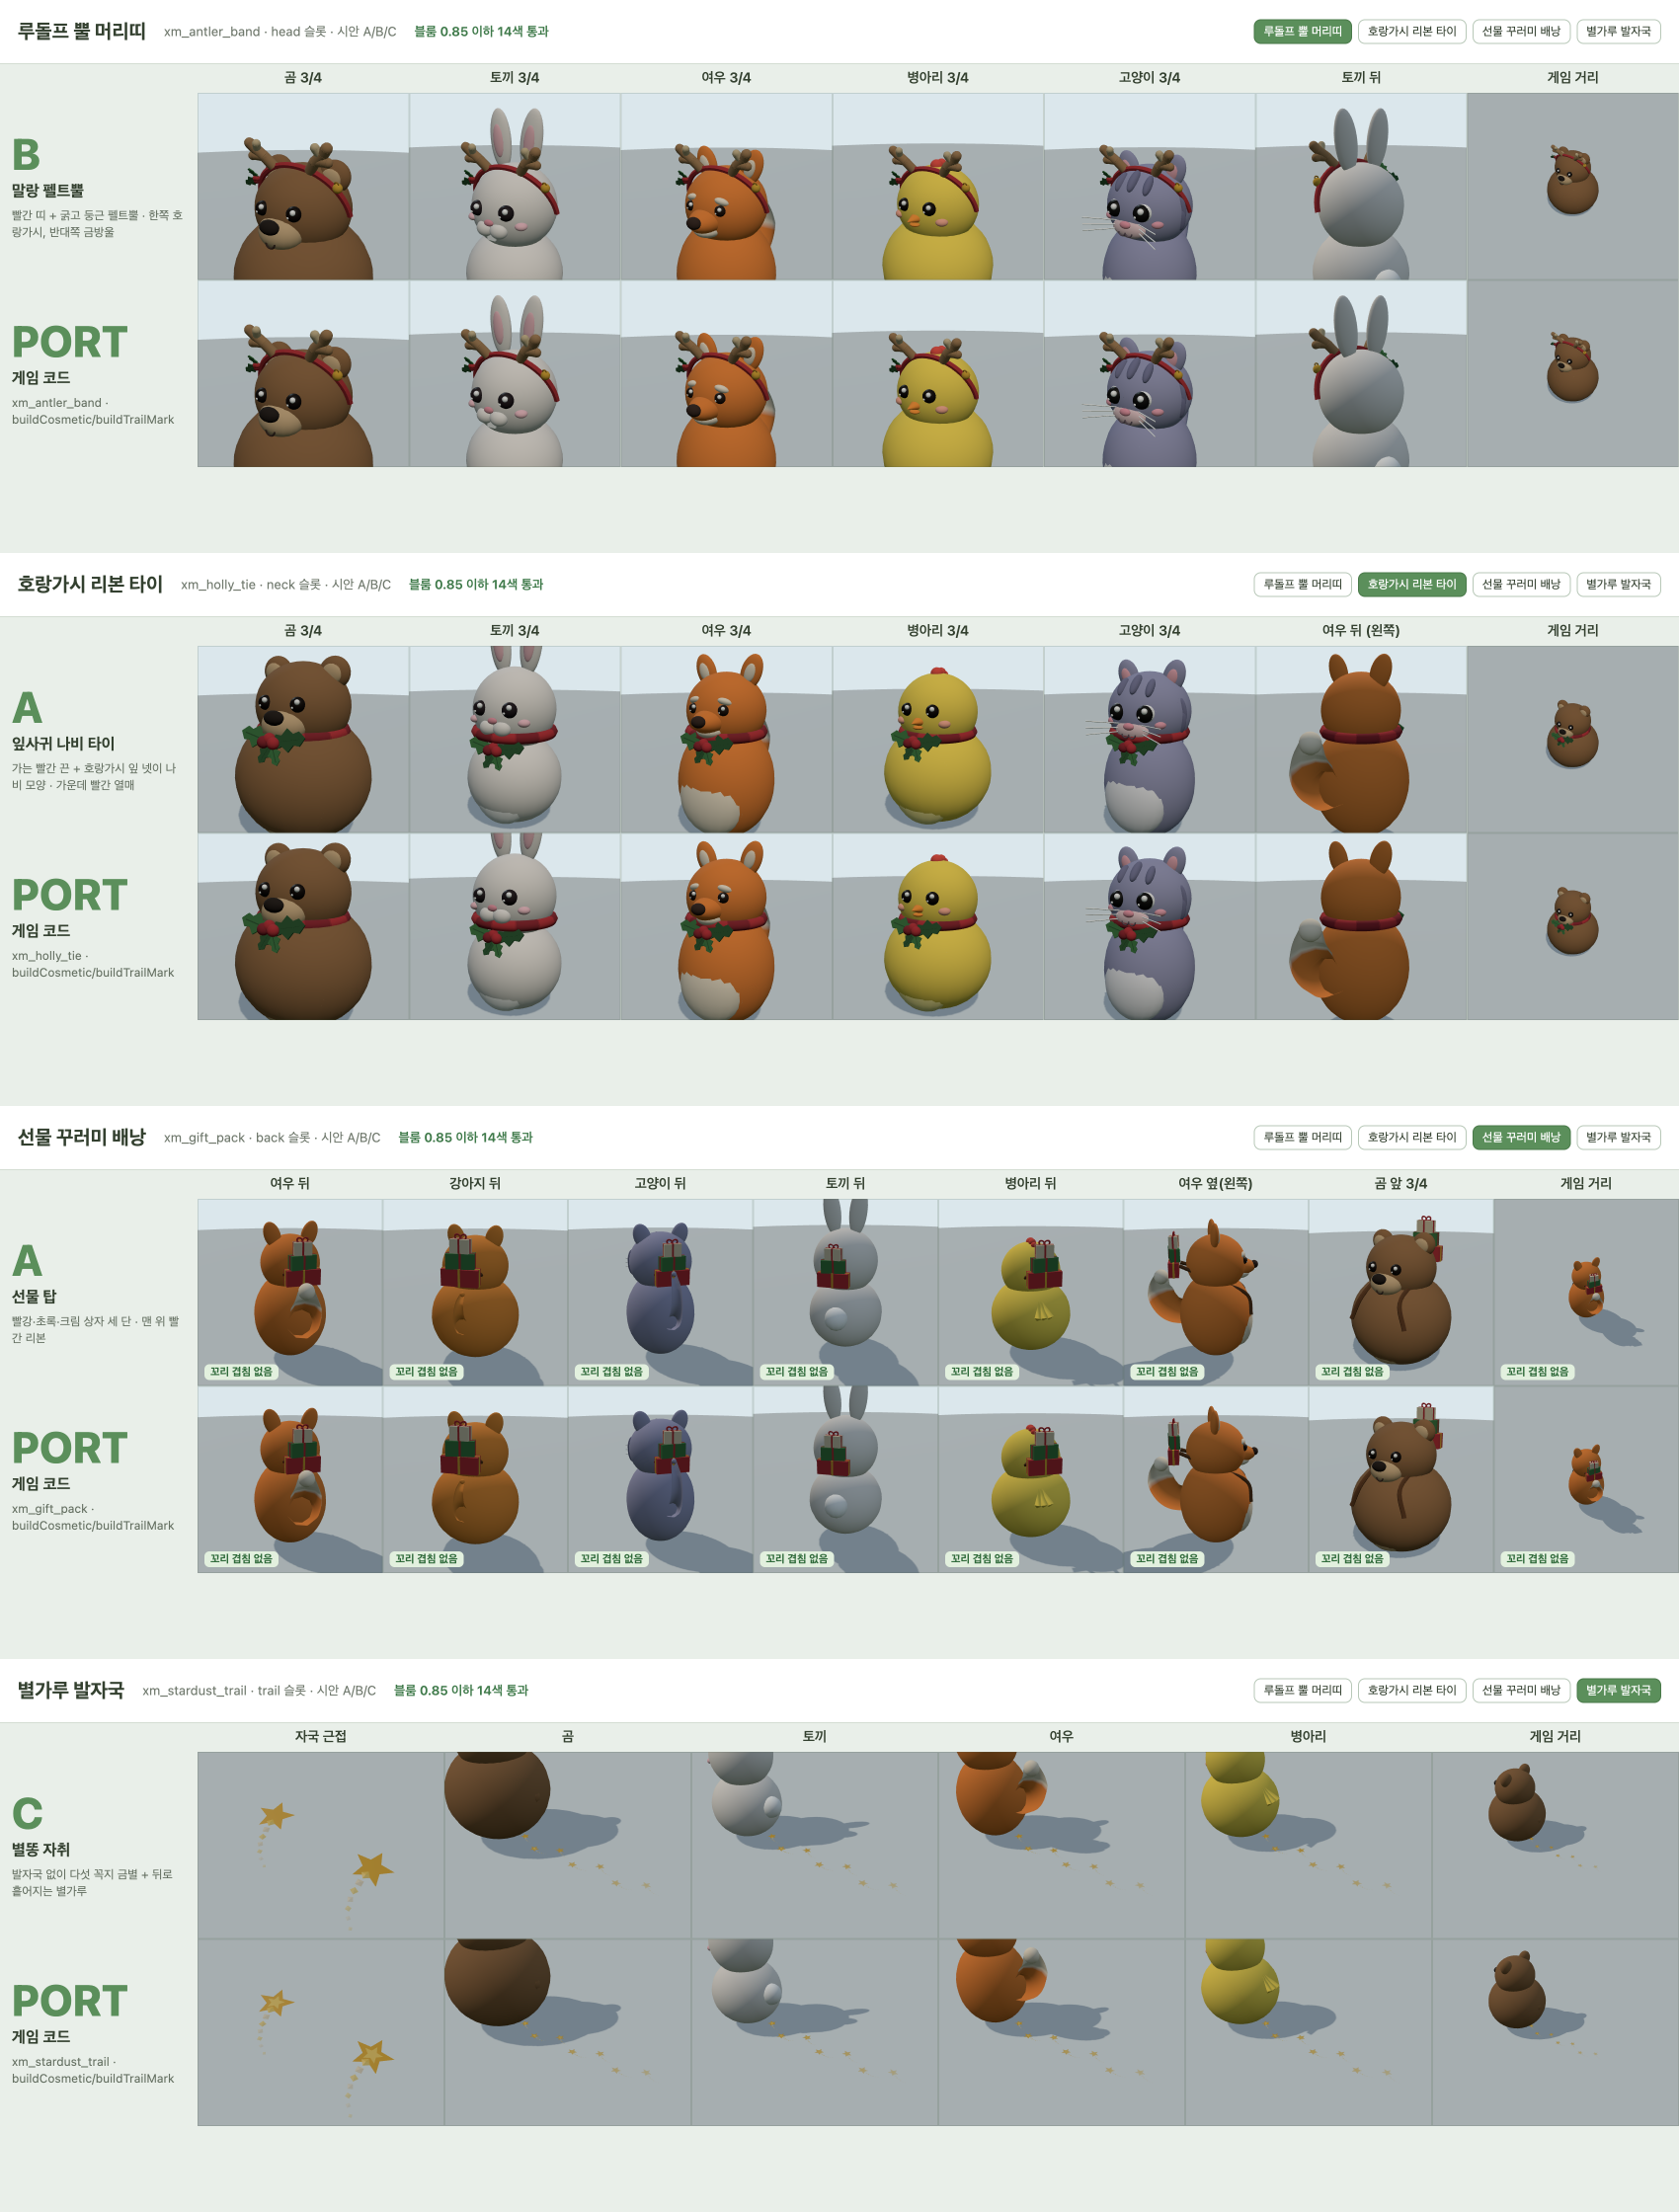 루돌프 뿔 머리띠 xm_antler_band · head 슬롯 · 시안 A/B/C 블룸 0.85 이하 14색 통과 루돌프 뿔 머리띠 호랑가시 리본 타이 선물 꾸러미 배낭 별가루 발자국
곰 3/4 토끼 3/4 여우 3/4 병아리 3/4 고양이 3/4 토끼 뒤 게임 거리
B
말랑 펠트뿔
빨간 띠 + 굵고 둥근 펠트뿔 · 한쪽 호
랑가시, 반대쪽 금방울
PORT
게임 코드
xm_antler_band ·
buildCosmetic/buildTrailMark
호랑가시 리본 타이 xm_holly_tie · neck 슬롯 · 시안 A/B/C 블룸 0.85 이하 14색 통과 루돌프 뿔 머리띠 호랑가시 리본 타이 선물 꾸러미 배낭 별가루 발자국
곰 3/4 토끼 3/4 여우 3/4 병아리 3/4 고양이 3/4 여우 뒤 (왼쪽) 게임 거리
A
잎사귀 나비 타이
가는 빨간 끈 + 호랑가시 잎 넷이 나
비 모양 · 가운데 빨간 열매
PORT
게임 코드
xm_holly_tie ·
buildCosmetic/buildTrailMark
선물 꾸러미 배낭 xm_gift_pack · back 슬롯 · 시안 A/B/C 블룸 0.85 이하 14색 통과 루돌프 뿔 머리띠 호랑가시 리본 타이 선물 꾸러미 배낭 별가루 발자국
여우 뒤 강아지 뒤 고양이 뒤 토끼 뒤 병아리 뒤 여우 옆(왼쪽) 곰 앞 3/4 게임 거리
A
선물 탑
빨강·초록·크림 상자 세 단 · 맨 위 빨
간 리본
꼬리 겹침 없음 꼬리 겹침 없음 꼬리 겹침 없음 꼬리 겹침 없음 꼬리 겹침 없음 꼬리 겹침 없음 꼬리 겹침 없음 꼬리 겹침 없음
PORT
게임 코드
xm_gift_pack ·
buildCosmetic/buildTrailMark
꼬리 겹침 없음 꼬리 겹침 없음 꼬리 겹침 없음 꼬리 겹침 없음 꼬리 겹침 없음 꼬리 겹침 없음 꼬리 겹침 없음 꼬리 겹침 없음
별가루 발자국 xm_stardust_trail · trail 슬롯 · 시안 A/B/C 블룸 0.85 이하 14색 통과 루돌프 뿔 머리띠 호랑가시 리본 타이 선물 꾸러미 배낭 별가루 발자국
자국 근접 곰 토끼 여우 병아리 게임 거리
C
별똥 자취
발자국 없이 다섯 꼭지 금별 + 뒤로
흩어지는 별가루
PORT
게임 코드
xm_stardust_trail ·
buildCosmetic/buildTrailMark